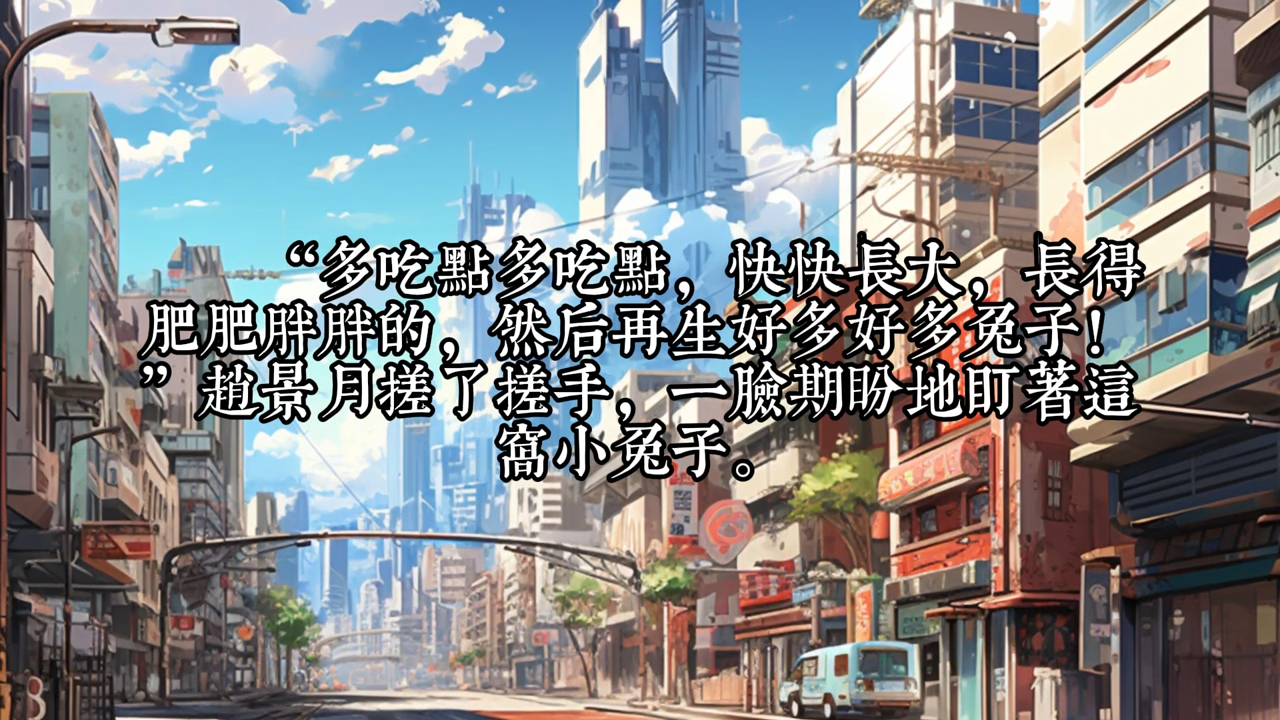 “多吃點多吃點，快快長大，長得
肥肥胖胖的，然后再生好多好多兔子！
”趙景月搓了搓手，一臉期盼地盯著這
窩小兔子。